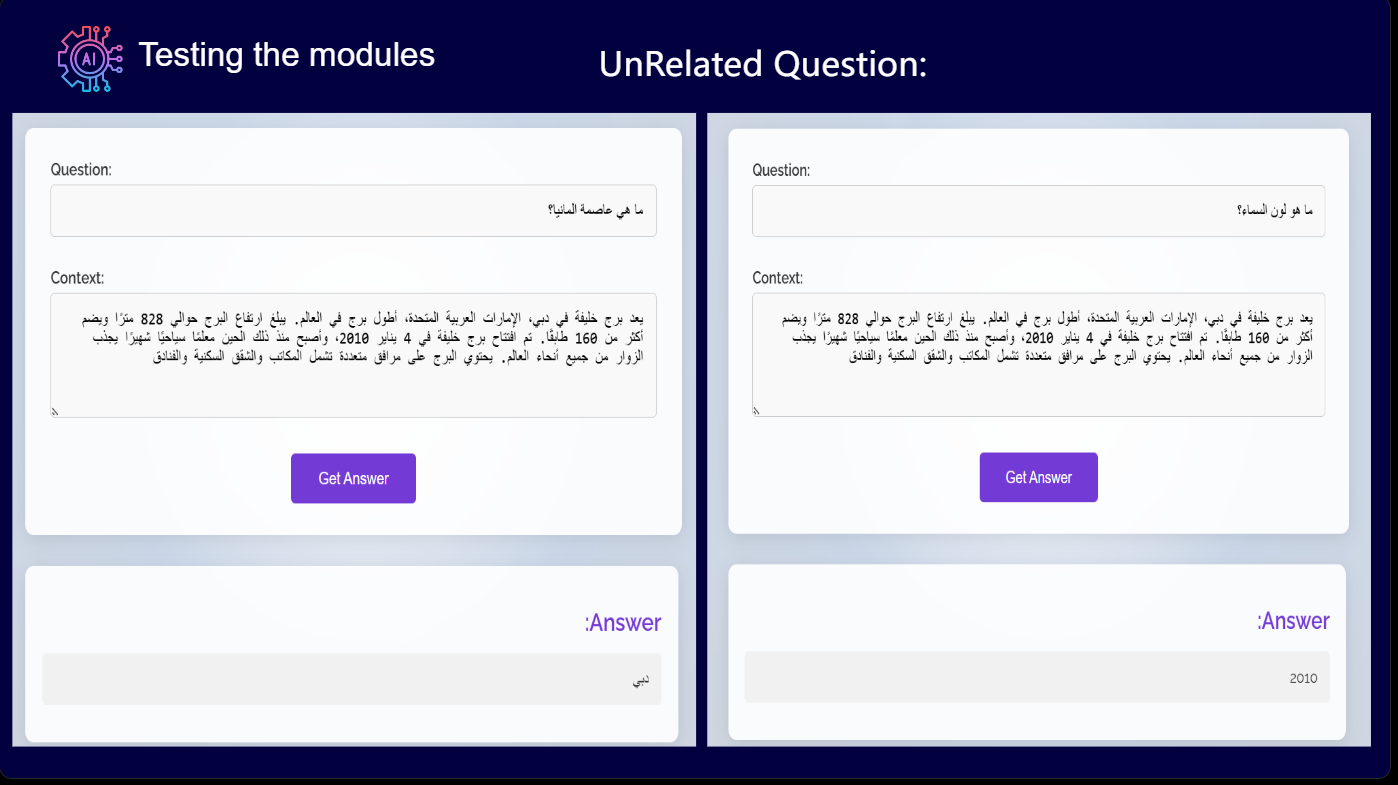 AI
Testing the modules
UnRelated Question:
Question:
ما هي عاصمة المانيا؟
Context:
يعد برج خليفة في دبي، الإمارات العربية المتحدة، أطول برج في العالم. يبلغ ارتفاع البرج حوالي 828 مترًا ويضم
أكثر من 160 طابقًا. تم افتتاح برج خليفة في 4 يناير 2010، وأصبح منذ ذلك الحين معلمًا سياحيًا شهيرًا يجذب
الزوار من جميع أنحاء العالم. يحتوي البرج على مرافق متعددة تشمل المكاتب والشقق السكنية والفنادق
Get Answer
:Answer
دبي
Question:
ما هو لون السماء؟
Context:
يعد برج خليفة في دبي، الإمارات العربية المتحدة، أطول برج في العالم. يبلغ ارتفاع البرج حوالي 828 مترًا ويضم
أكثر من 160 طابقًا. تم افتتاح برج خليفة في 4 يناير 2010، وأصبح منذ ذلك الحين معلمًا سياحيًا شهيرًا يجذب
الزوار من جميع أنحاء العالم. يحتوي البرج على مرافق متعددة تشمل المكاتب والشقق السكنية والفنادق
Get Answer
:Answer
2010